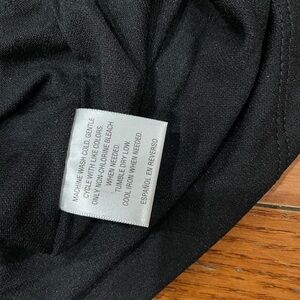 MACHINE WASH COLD, GENTLE
CYCLE WITH LIKE COLORS.
ONLY NON-CHLORINE BLEACH
WHEN NEEDED.
TUMBLE DRY LOW.
COOL IRON WHEN NEEDED.
ESPAÑOL EN REVERSO